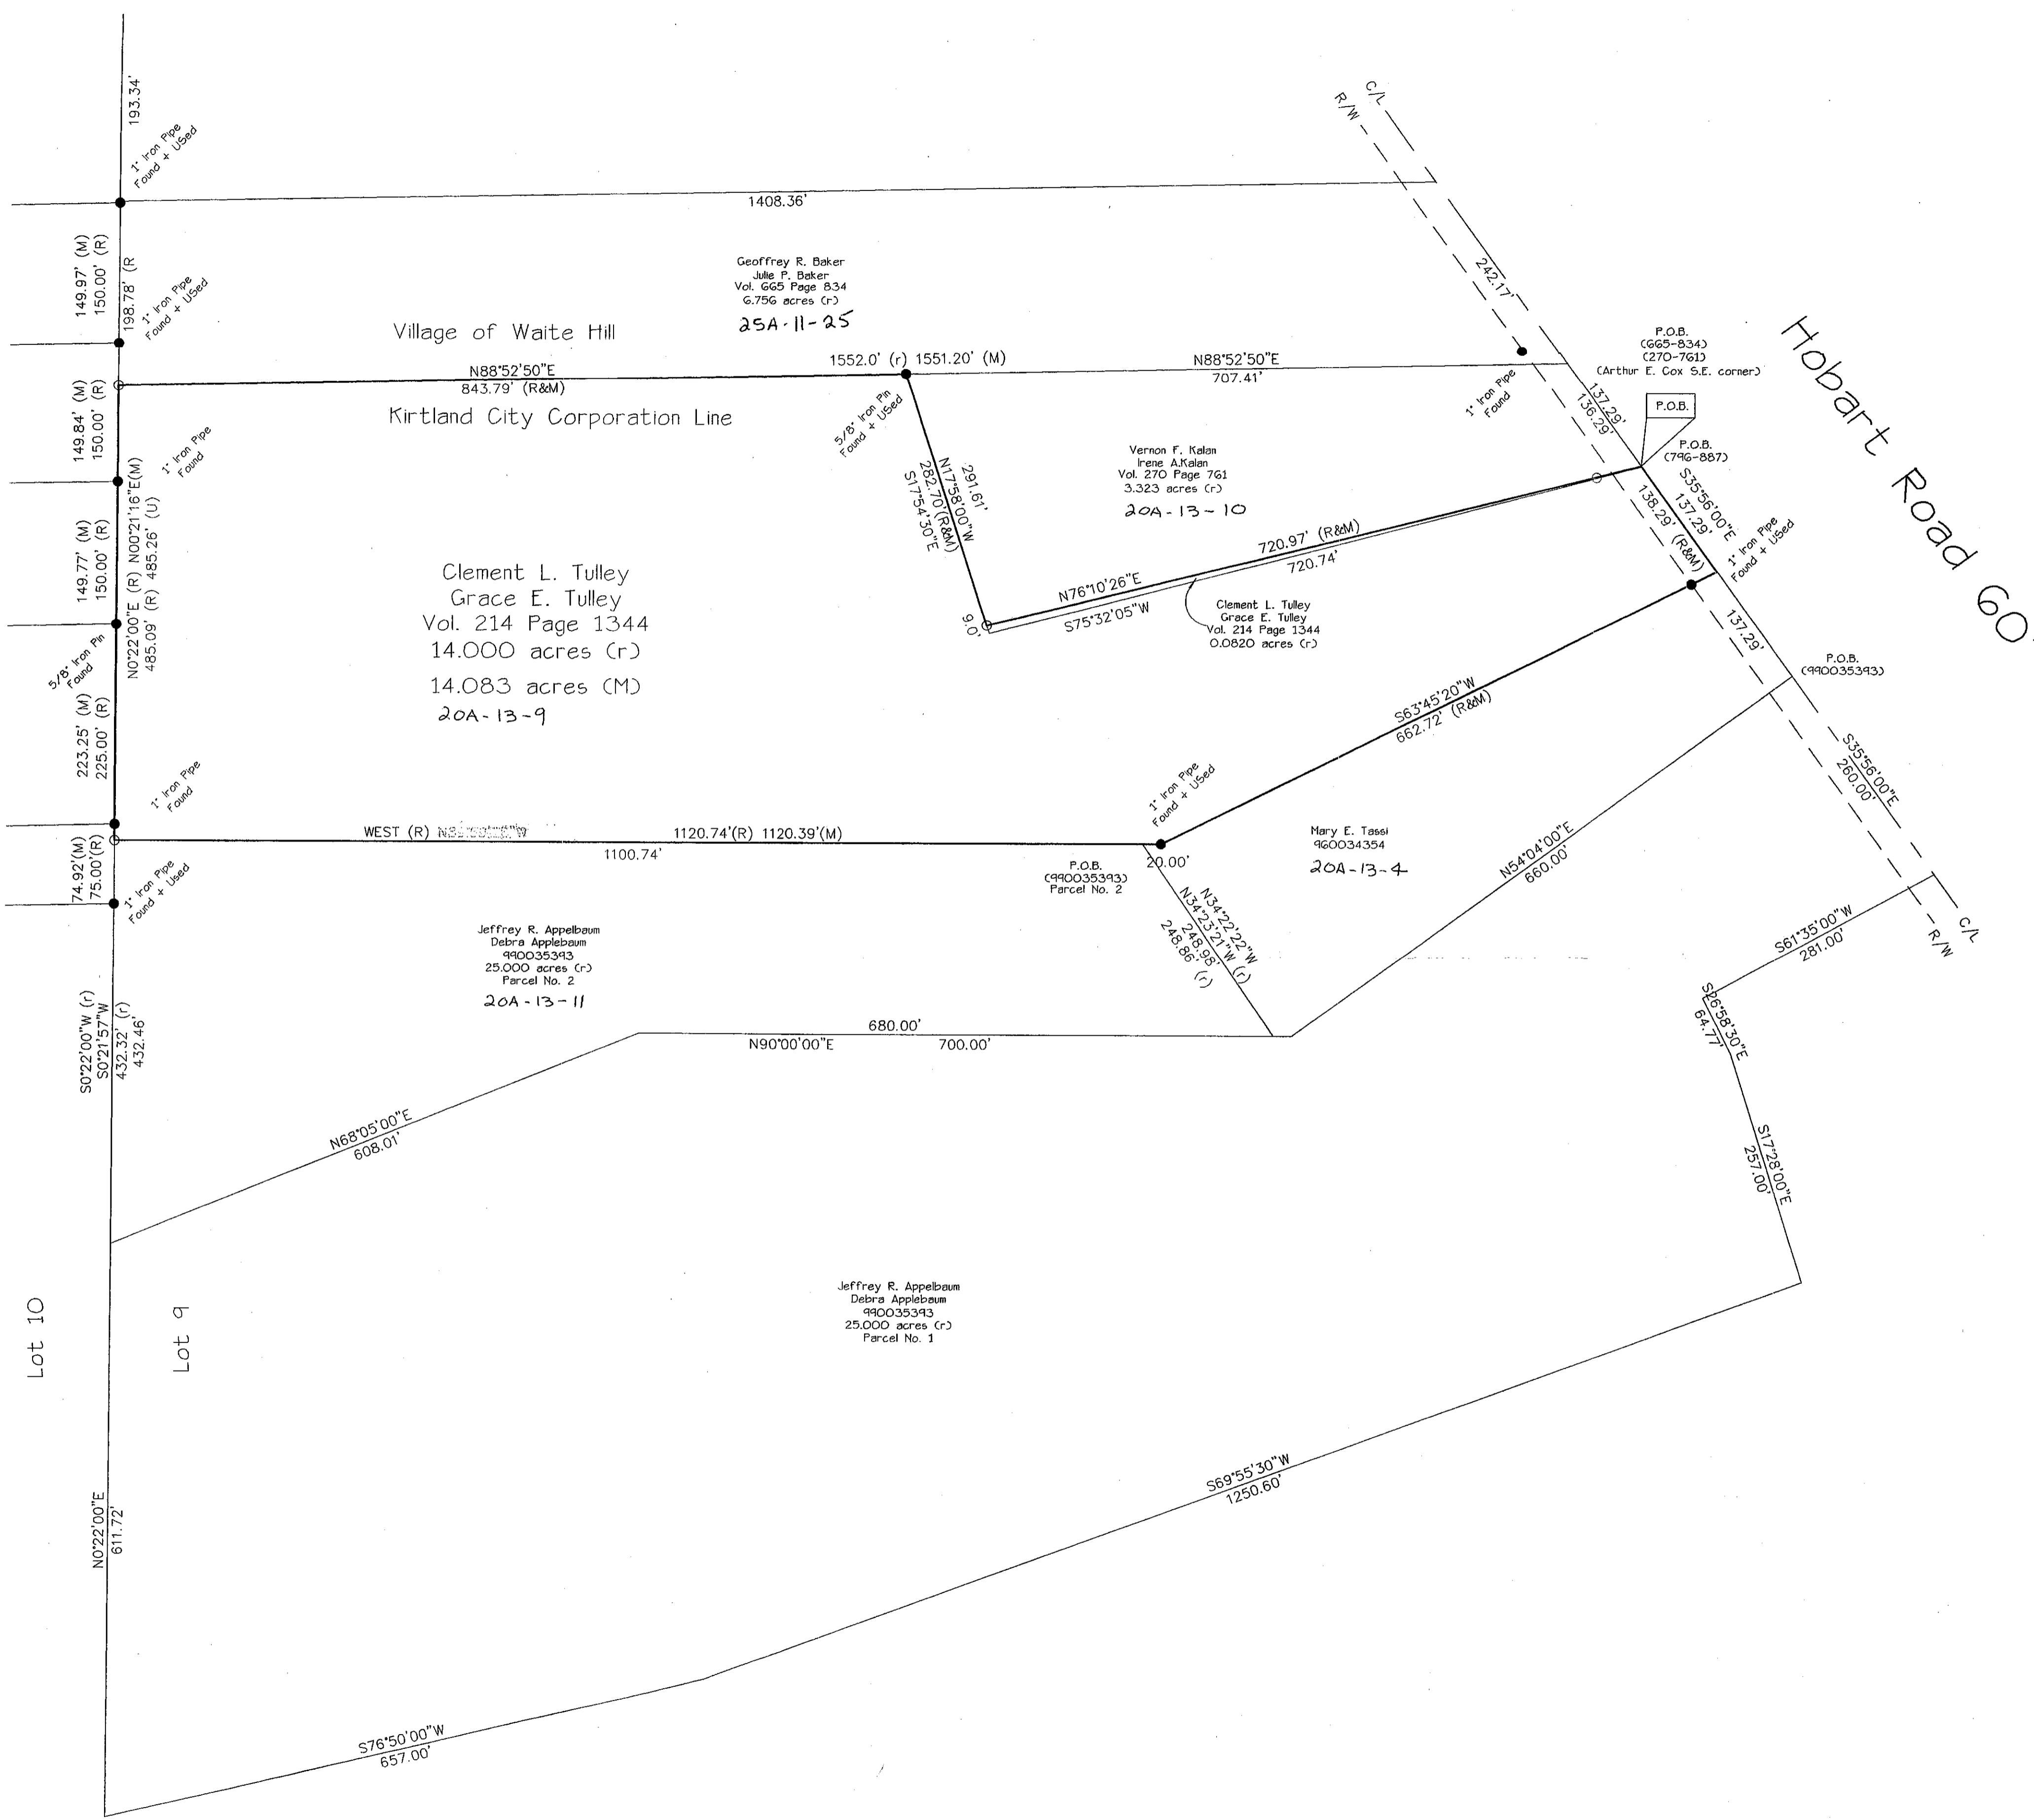 193.34'
1" Iron Pipe
Found + USed
C/L
R/W
1408.36'
149.97' (M)
150.00' (R)
198.78' (R
1" Iron Pipe
Found + USed
Geoffrey R. Baker
Julie P. Baker
Vol. 665 Page 834
6.756 acres (r)
25A-11-25
242.17'
Hobart Road 60'
Village of Waite Hill
N88°52'50"E
843.79' (R&M)
1552.0' (r) 1551.20' (M)
N88°52'50"E
707.41'
P.O.B.
(665-834)
(270-761)
(Arthur E. Cox S.E. corner)
P.O.B.
137.29'
136.29'
1" Iron Pipe
Found
Kirtland City Corporation Line
5/8" Iron Pin
Found + USed
149.84' (M)
150.00' (R)
1" Iron Pipe
Found
291.61'
N17°58'00"W
282.70'(R&M)
S17°54'30"E
Vernon F. Kalan
Irene A.Kalan
Vol. 270 Page 761
3.323 acres (r)
20A-13-10
P.O.B.
(796-887)
S35°56'00"E
137.29'
138.29' (R&M)
1" Iron Pipe
Found + USed
149.77' (M)
150.00' (R)
N0°22'00"E (R) N00°21'16"E(M)
485.09' (R) 485.26' (U)
Clement L. Tulley
Grace E. Tulley
Vol. 214 Page 1344
14.000 acres (r)
14.083 acres (M)
20A-13-9
9.0'
720.97' (R&M)
720.74'
N76°10'26"E
S75°32'05"W
Clement L. Tulley
Grace E. Tulley
Vol. 214 Page 1344
0.0820 acres (r)
137.29'
P.O.B.
(990035393)
5/8" Iron Pin
Found
223.25' (M)
225.00' (R)
S63°45'20"W
662.72' (R&M)
S35°56'00"E
260.00'
1" Iron Pipe
Found
1" Iron Pipe
Found + USed
WEST (R)
1120.74'(R) 1120.39'(M)
1100.74'
74.92'(M)
75.00'(R)
1" Iron Pipe
Found + Used
P.O.B.
(990035393)
Parcel No. 2
20.00'
Mary E. Tassi
960034354
20A-13-4
N54°04'00"E
660.00'
N34°22'22"W
N34°23'21"W (r)
248.98'
248.86' (r)
C/L
R/W
S61°35'00"W
281.00'
Jeffrey R. Appelbaum
Debra Applebaum
990035393
25.000 acres (r)
Parcel No. 2
20A-13-11
S0°22'00"W (r)
S0°21'57"W
432.32' (r)
432.46'
680.00'
N90°00'00"E
700.00'
S26°58'30"E
64.77'
N68°05'00"E
608.01'
S17°28'00"E
257.00'
Lot 10
Lot 9
Jeffrey R. Appelbaum
Debra Applebaum
990035393
25.000 acres (r)
Parcel No. 1
S69°55'30"W
1250.60'
N0°22'00"E
611.72'
S76°50'00"W
657.00'